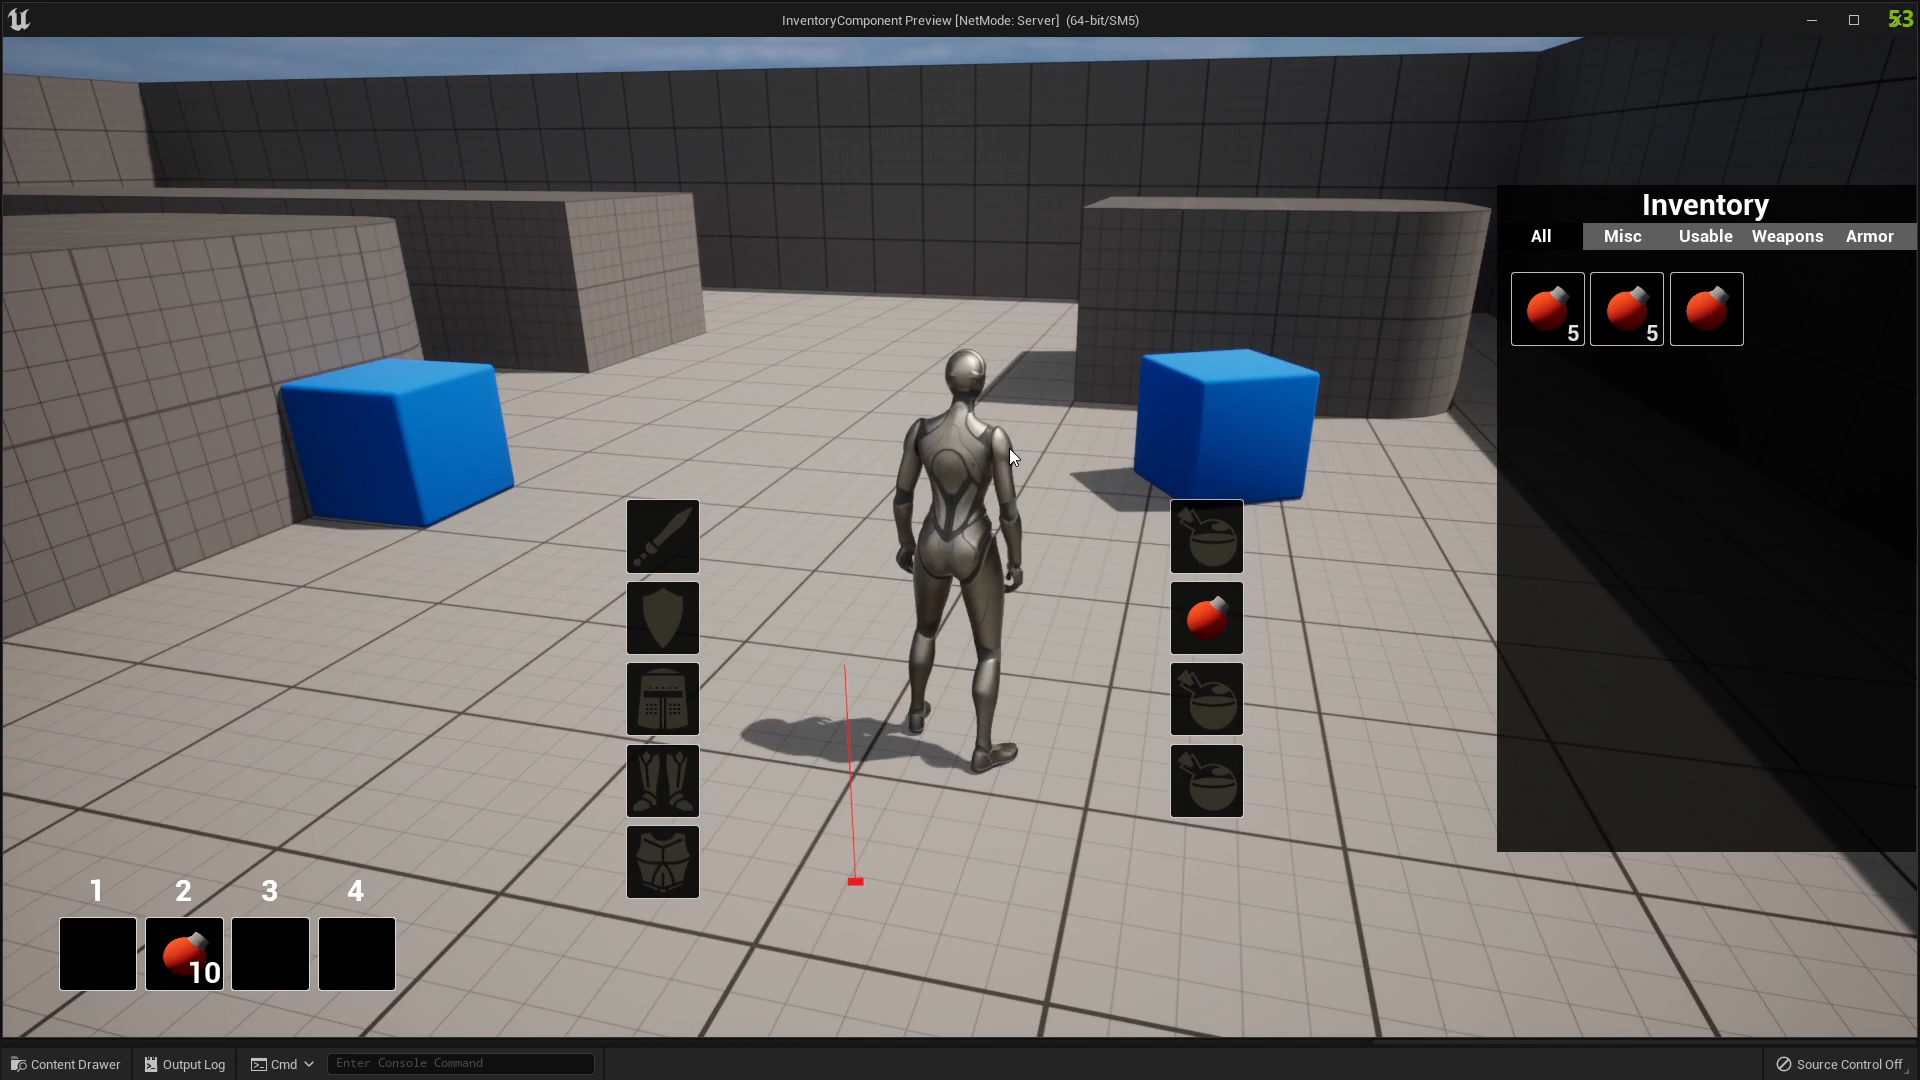 InventoryComponent Preview [NetMode: Server] (64-bit/SM5)
53
Inventory
All Misc Usable Weapons Armor
5 5
1 2 3 4
10
Content Drawer Output Log Cmd Enter Console Command Source Control Off